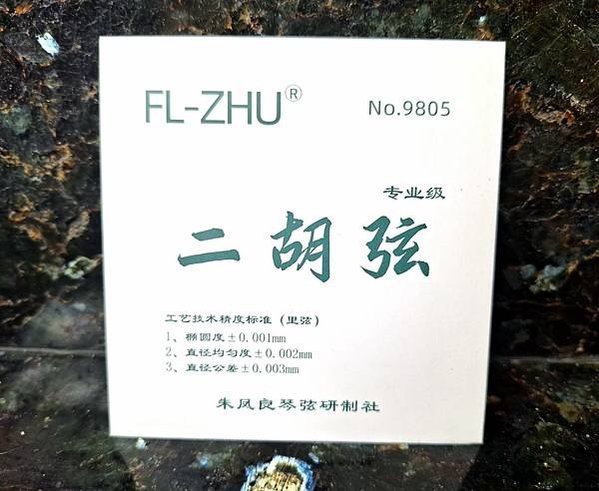 FL-ZHU®
No.9805
专业级
二胡弦
工艺技术精度标准（里弦）
1、椭圆度±0.001mm
2、直径均匀度±0.002mm
3、直径公差±0.003mm
朱风良琴弦研制社